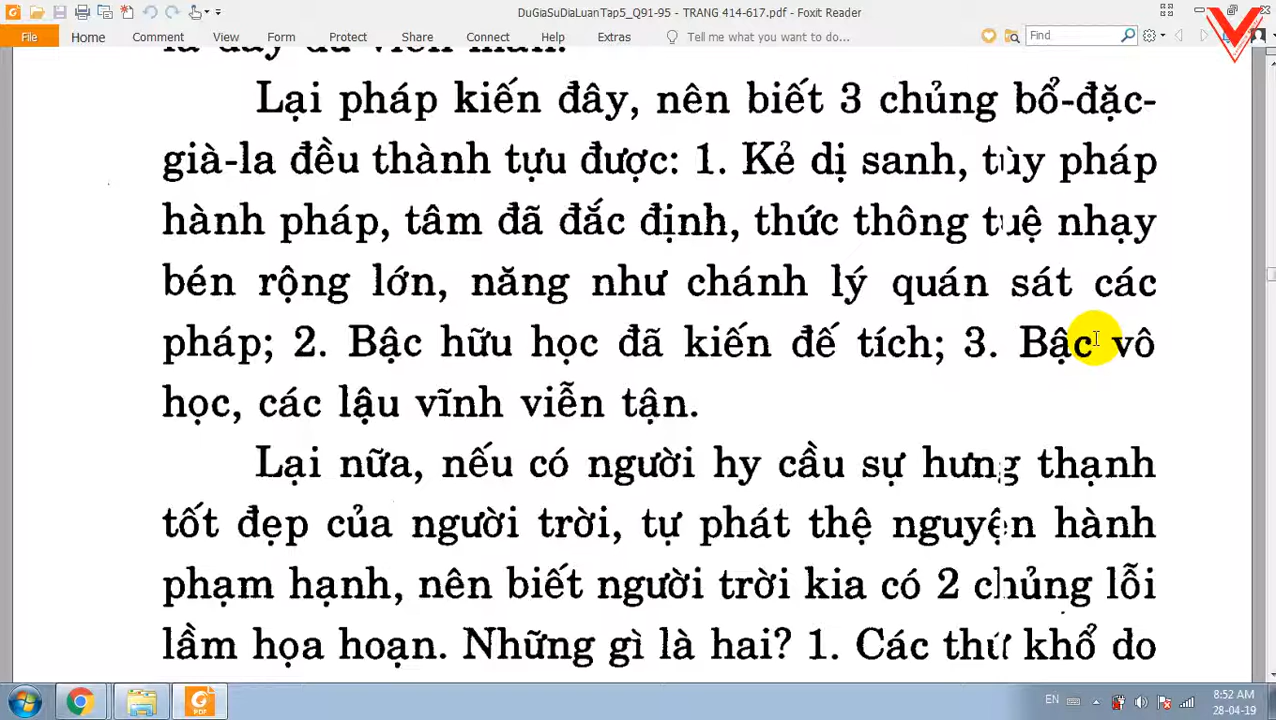 DuGiaSuDiaLuanTap5_Q91-95 - TRANG 414-617.pdf - Foxit Reader
File Home Comment View Form Protect Share Connect Help Extras Tell me what you want to do... Find
là đầy đủ viên mãn.
Lại pháp kiến đây, nên biết 3 chủng bổ-đặc-
già-la đều thành tựu được: 1. Kẻ dị sanh, tùy pháp
hành pháp, tâm đã đắc định, thức thông tuệ nhạy
bén rộng lớn, năng như chánh lý quán sát các
pháp; 2. Bậc hữu học đã kiến đế tích; 3. Bậc vô
học, các lậu vĩnh viễn tận.
Lại nữa, nếu có người hy cầu sự hưng thạnh
tốt đẹp của người trời, tự phát thệ nguyện hành
phạm hạnh, nên biết người trời kia có 2 chủng lỗi
lầm họa hoạn. Những gì là hai? 1. Các thứ khổ do
EN
8:52 AM
28-04-19